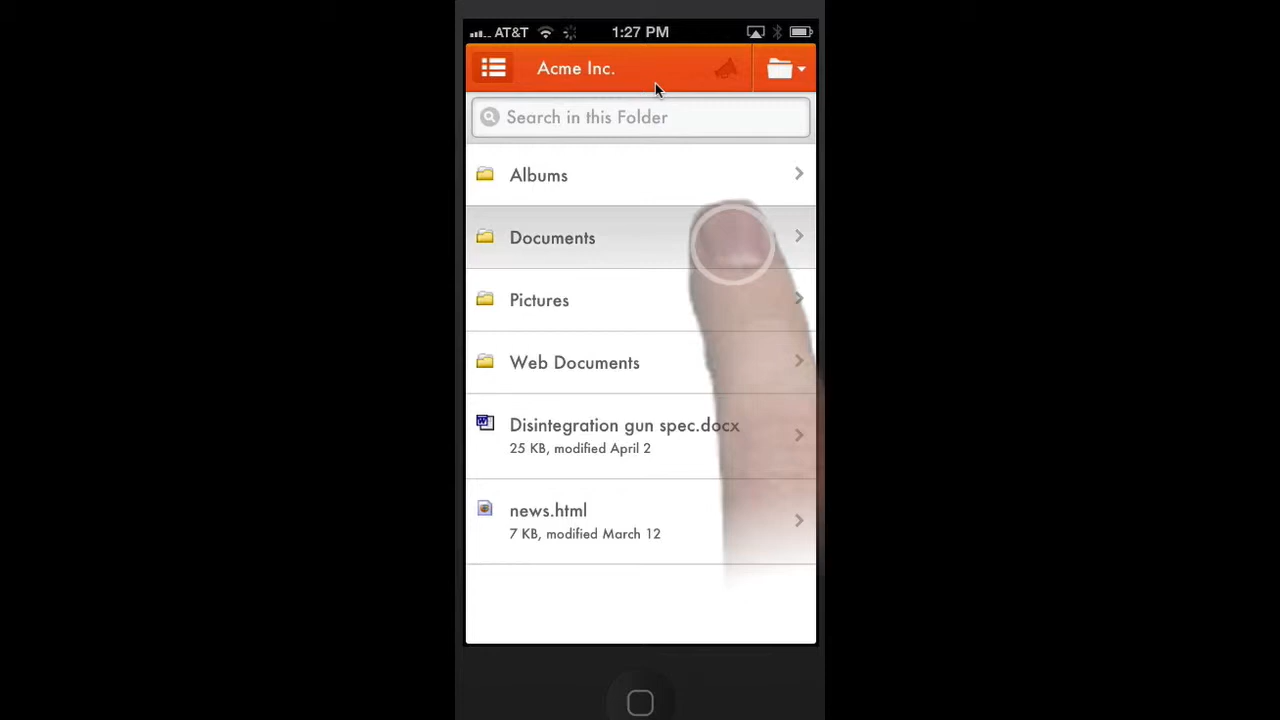 AT&T 1:27 PM
Acme Inc.
Search in this Folder
Albums
Documents
Pictures
Web Documents
Disintegration gun spec.docx
25 KB, modified April 2
news.html
7 KB, modified March 12